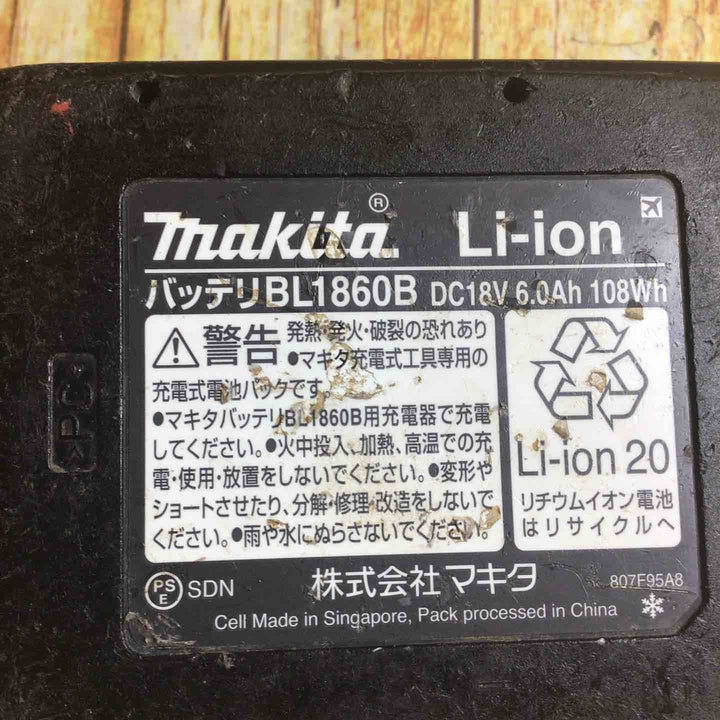 makita® Li-ion
バッテリBL1860B DC18V 6.0Ah 108Wh
警告 発熱・発火・破裂の恐れあり
●マキタ充電式工具専用の
充電式電池パックです。
●マキタバッテリBL1860B用充電器で充電
してください。●火中投入、加熱、高温での充
電・使用・放置をしないでください。●変形や
ショートさせたり、分解・修理・改造をしないで
ください。●雨や水にぬらさないでください。
Li-ion 20
リチウムイオン電池
はリサイクルへ
PSE SDN 株式会社マキタ 807F95A8
Cell Made in Singapore, Pack processed in China
>PC<